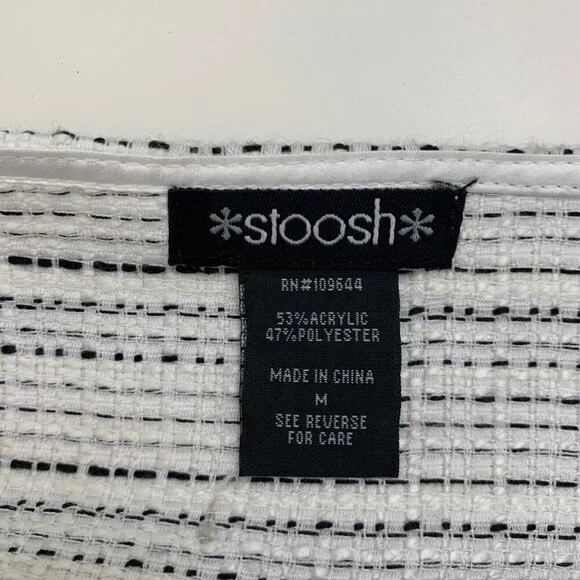 *stoosh*
RN#109644
53%ACRYLIC
47%POLYESTER
MADE IN CHINA
M
SEE REVERSE
FOR CARE